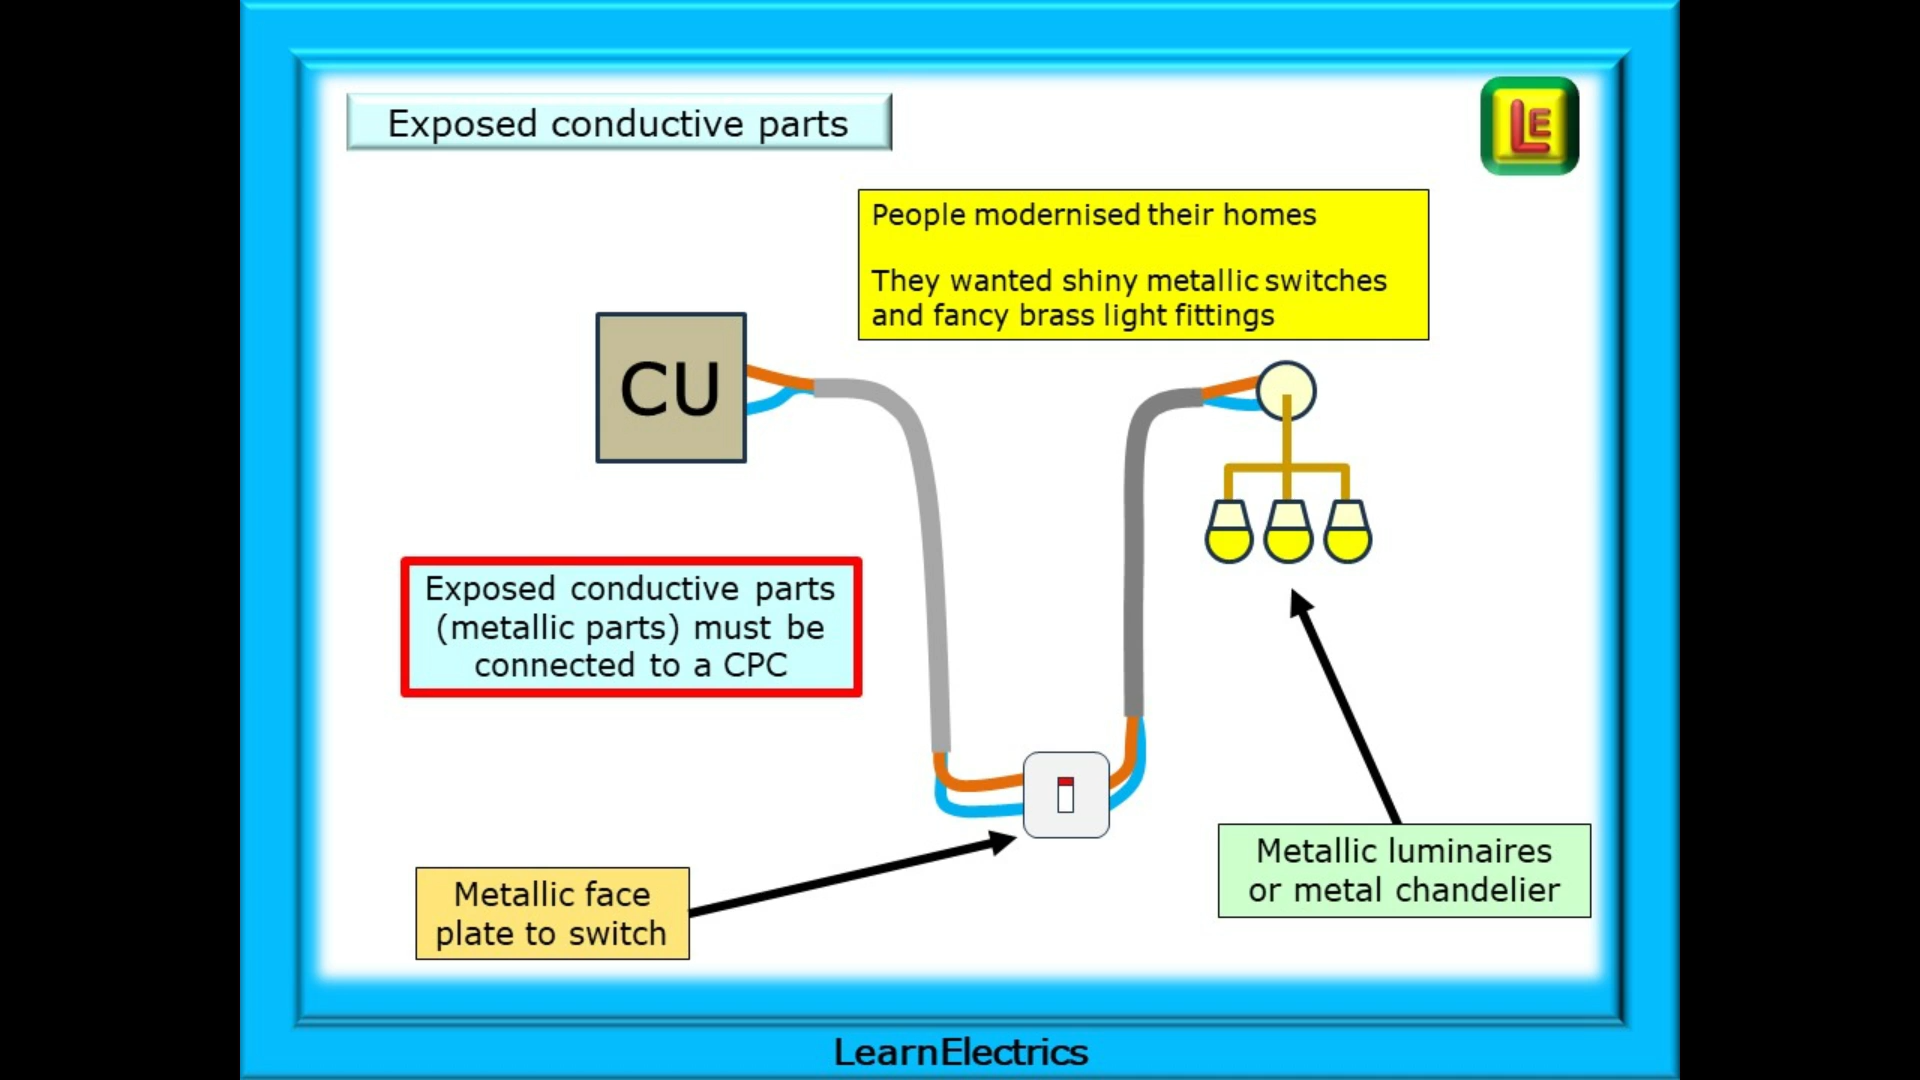 Exposed conductive parts
LE
People modernised their homes
They wanted shiny metallic switches
and fancy brass light fittings
CU
Exposed conductive parts
(metallic parts) must be
connected to a CPC
Metallic luminaires
or metal chandelier
Metallic face
plate to switch
LearnElectrics